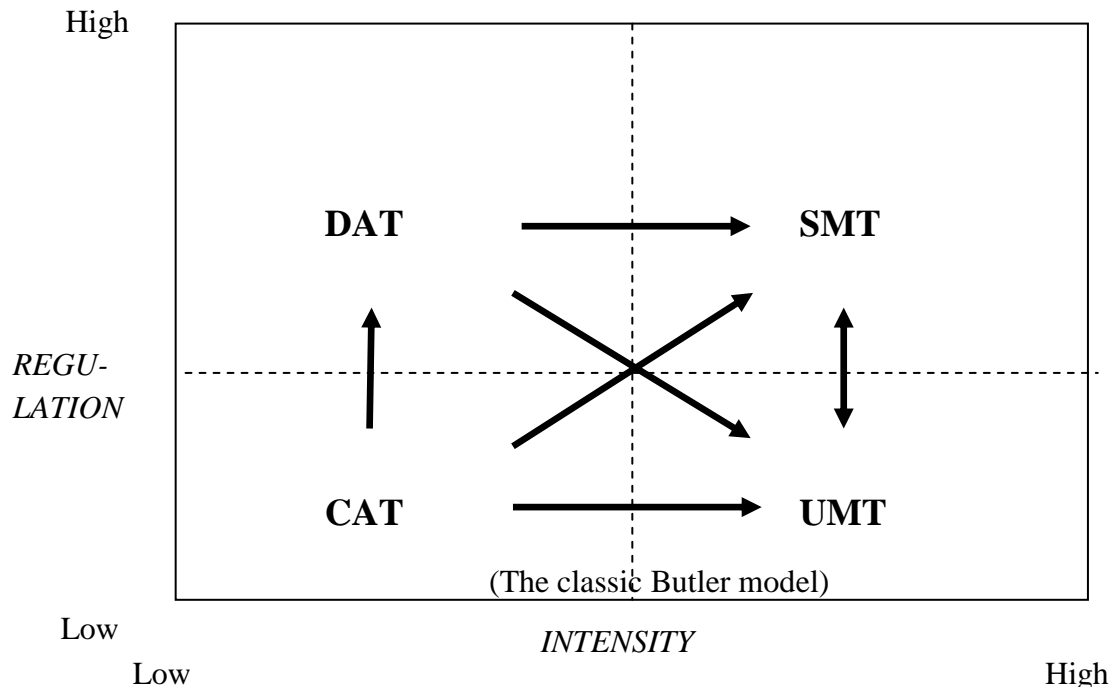 High
DAT
SMT
REGU-
LATION
CAT
UMT
(The classic Butler model)
Low
INTENSITY
Low
High